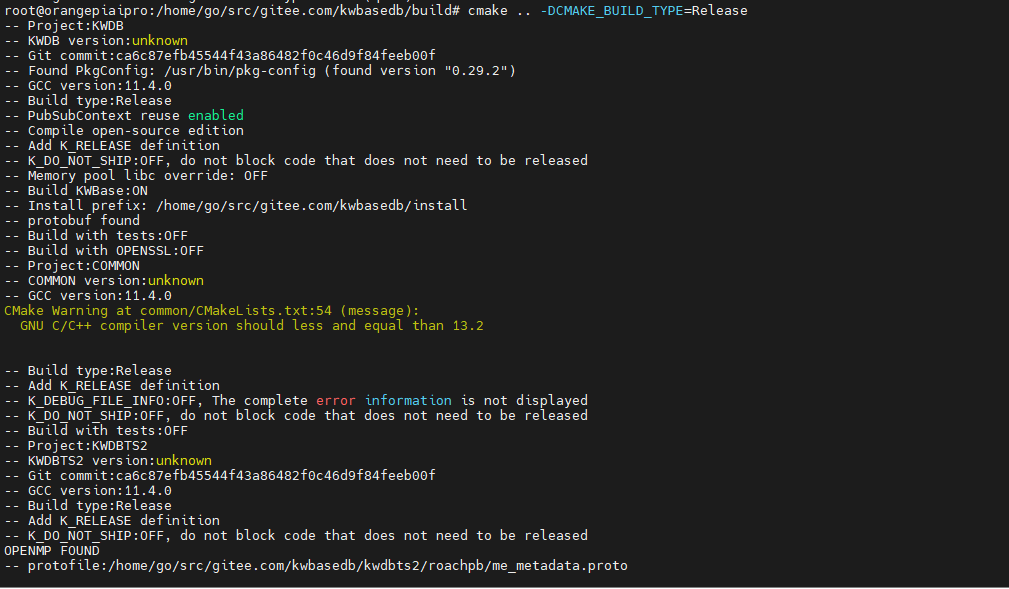 root@orangepiaipro:/home/go/src/gitee.com/kwbasedb/build# cmake .. -DCMAKE_BUILD_TYPE=Release
-- Project:KWDB
-- KWDB version:unknown
-- Git commit:ca6c87efb45544f43a86482f0c46d9f84feeb00f
-- Found PkgConfig: /usr/bin/pkg-config (found version "0.29.2")
-- GCC version:11.4.0
-- Build type:Release
-- PubSubContext reuse enabled
-- Compile open-source edition
-- Add K_RELEASE definition
-- K_DO_NOT_SHIP:OFF, do not block code that does not need to be released
-- Memory pool libc override: OFF
-- Build KWBase:ON
-- Install prefix: /home/go/src/gitee.com/kwbasedb/install
-- protobuf found
-- Build with tests:OFF
-- Build with OPENSSL:OFF
-- Project:COMMON
-- COMMON version:unknown
-- GCC version:11.4.0
CMake Warning at common/CMakeLists.txt:54 (message):
  GNU C/C++ compiler version should less and equal than 13.2
-- Build type:Release
-- Add K_RELEASE definition
-- K_DEBUG_FILE_INFO:OFF, The complete error information is not displayed
-- K_DO_NOT_SHIP:OFF, do not block code that does not need to be released
-- Build with tests:OFF
-- Project:KWDBTS2
-- KWDBTS2 version:unknown
-- Git commit:ca6c87efb45544f43a86482f0c46d9f84feeb00f
-- GCC version:11.4.0
-- Build type:Release
-- Add K_RELEASE definition
-- K_DO_NOT_SHIP:OFF, do not block code that does not need to be released
OPENMP FOUND
-- protofile:/home/go/src/gitee.com/kwbasedb/kwdbts2/roachpb/me_metadata.proto